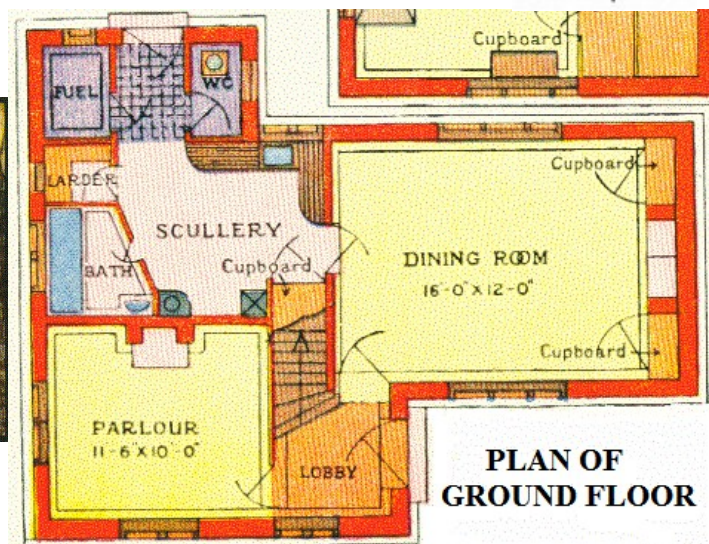 Cupboard
FUEL
WC
LARDER
Cupboard
SCULLERY
BATH
Cupboard
DINING ROOM
16-0" X 12-0"
Cupboard
PARLOUR
11-6" X 10-0"
LOBBY
PLAN OF
GROUND FLOOR